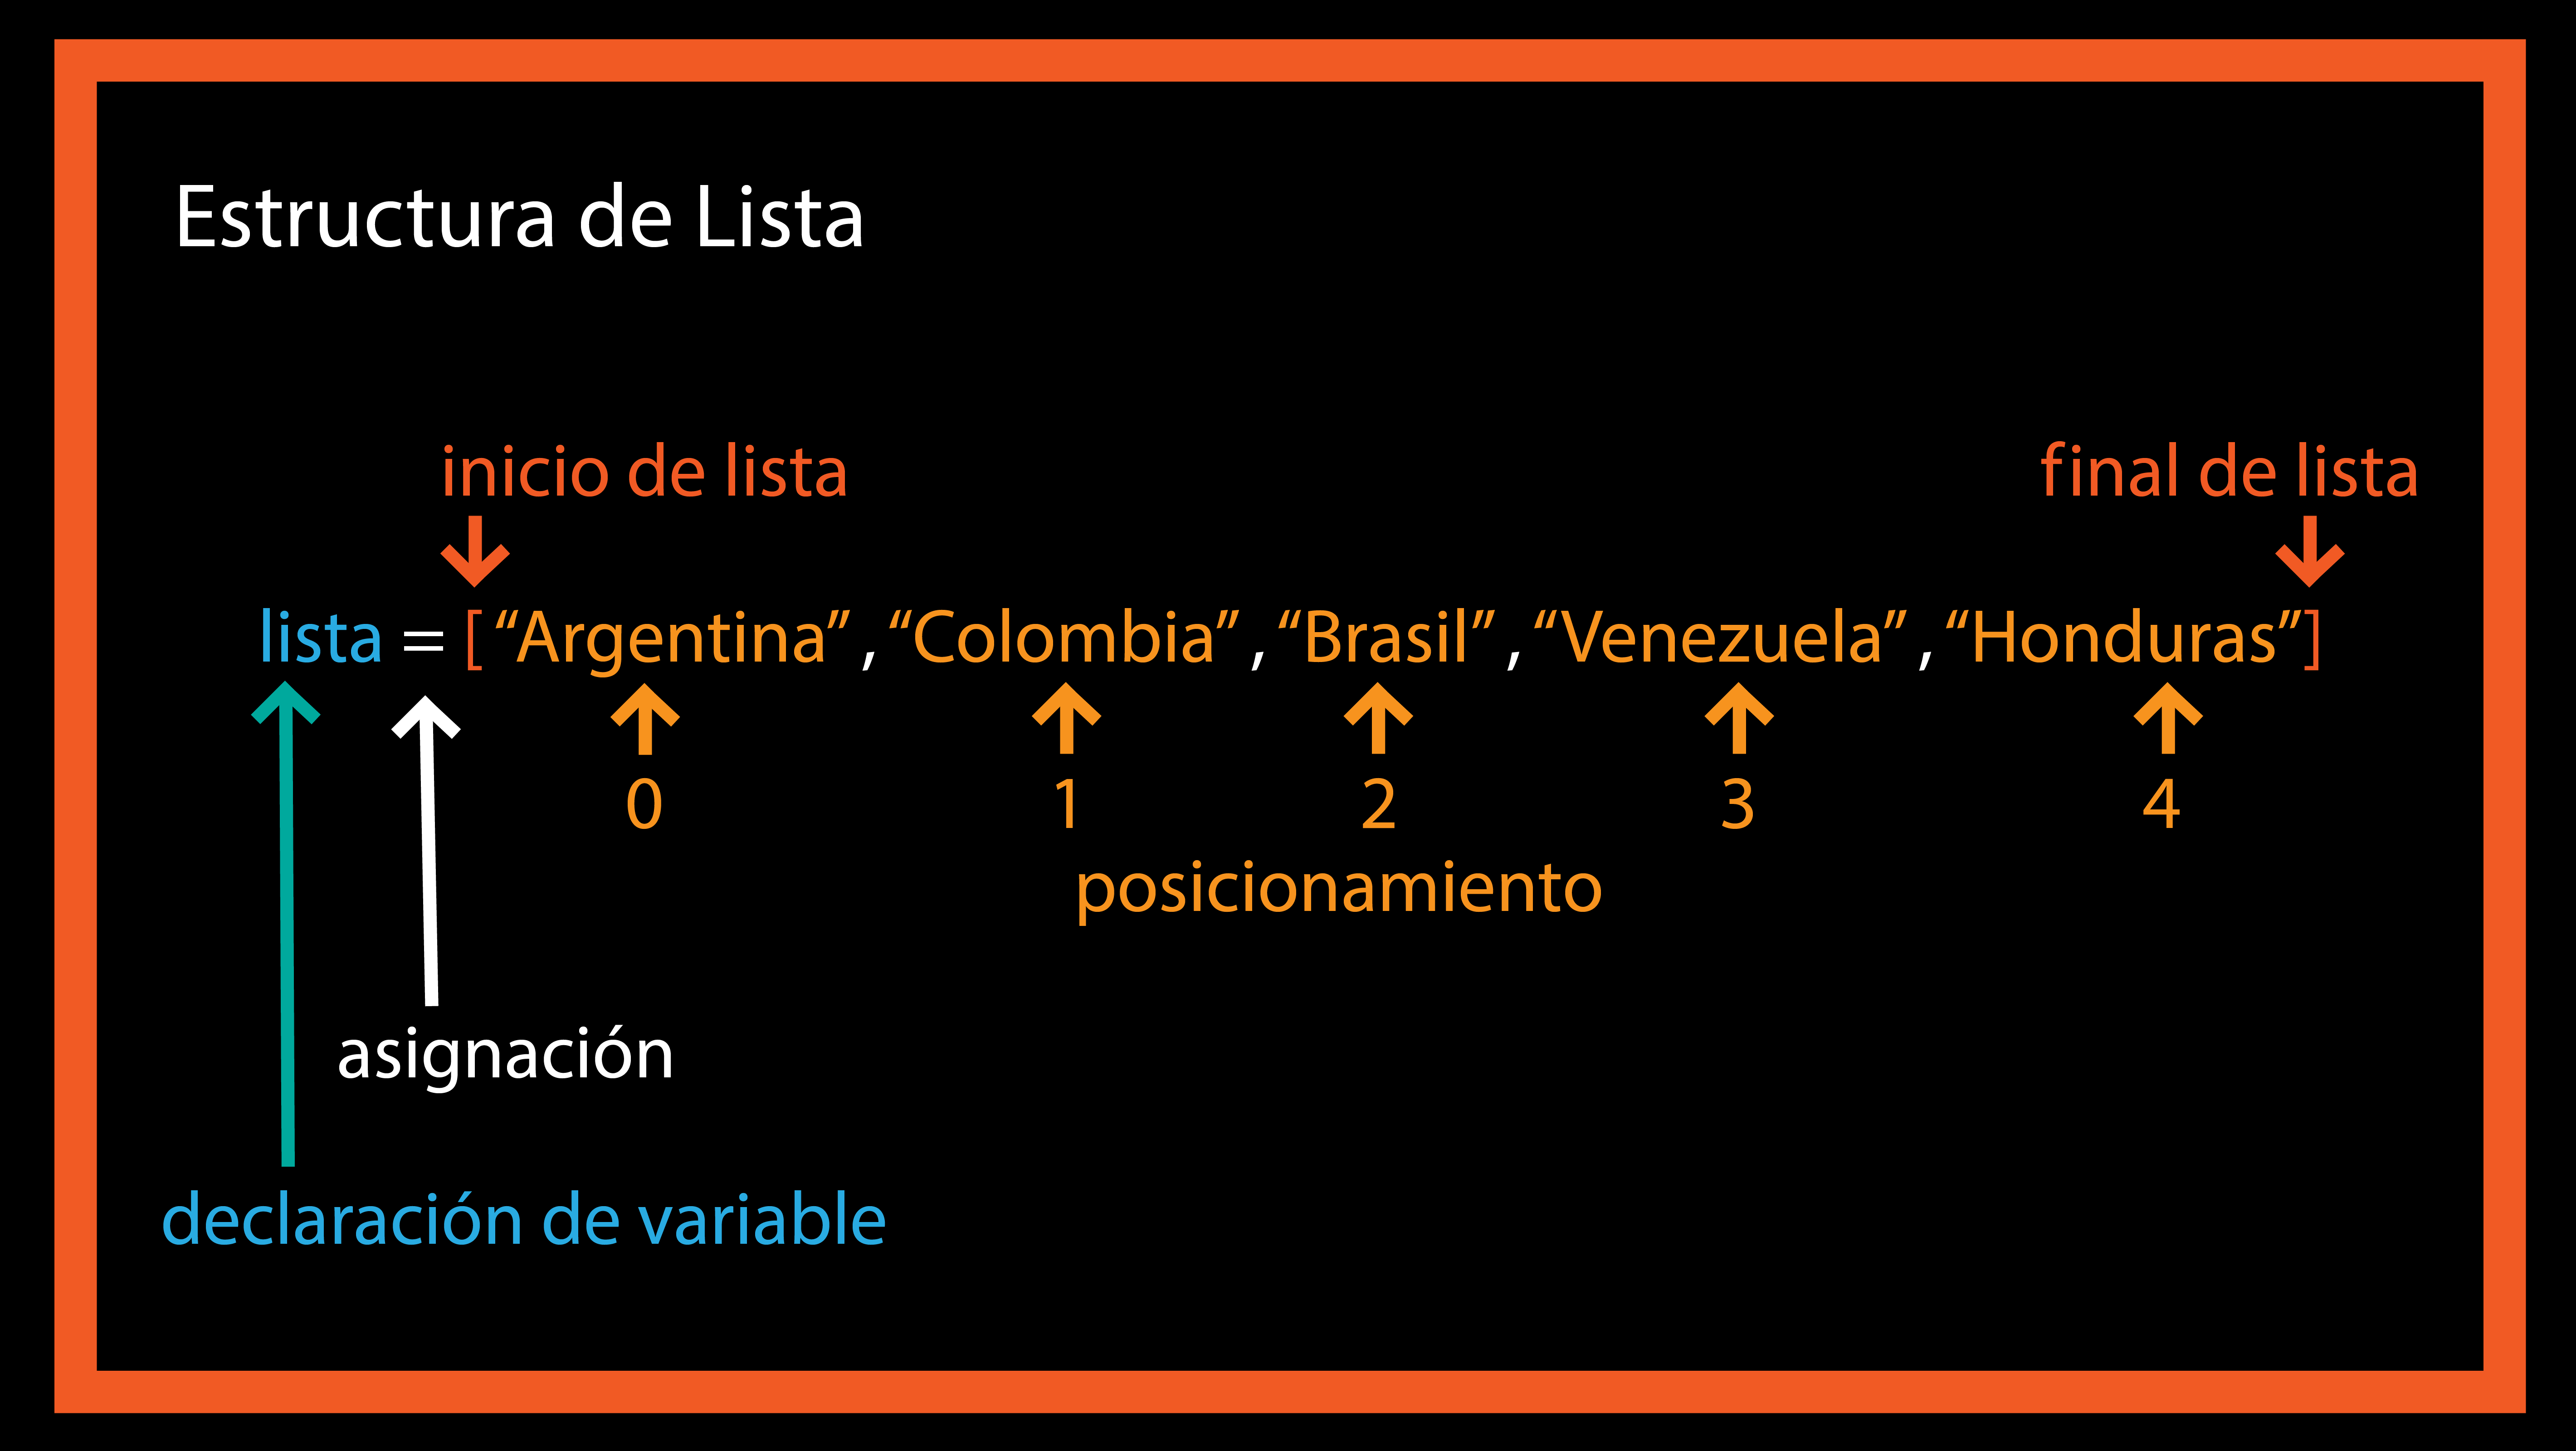 Estructura de Lista
inicio de lista
final de lista
lista = [ “Argentina” , “Colombia” , “Brasil” , “Venezuela” , “Honduras”]
0 1 2 3 4
posicionamiento
asignación
declaración de variable